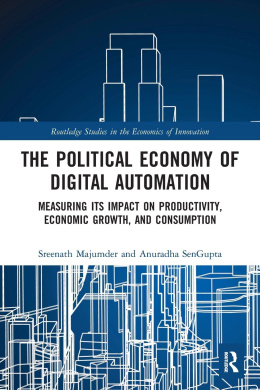 Routledge Studies in the Economics of Innovation
THE POLITICAL ECONOMY OF
DIGITAL AUTOMATION
MEASURING ITS IMPACT ON PRODUCTIVITY,
ECONOMIC GROWTH, AND CONSUMPTION
Sreenath Majumder and Anuradha SenGupta
ROUTLEDGE